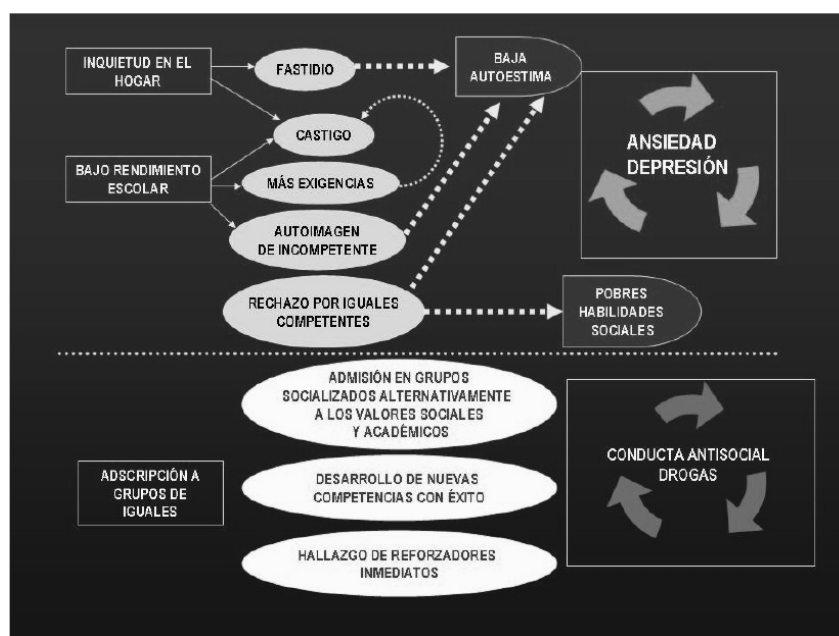 INQUIETUD EN EL
HOGAR
FASTIDIO
BAJA
AUTOESTIMA
CASTIGO
ANSIEDAD
DEPRESIÓN
BAJO RENDIMIENTO
ESCOLAR
MÁS EXIGENCIAS
AUTOIMAGEN
DE INCOMPETENTE
RECHAZO POR IGUALES
COMPETENTES
POBRES
HABILIDADES
SOCIALES
ADMISIÓN EN GRUPOS
SOCIALIZADOS ALTERNATIVAMENTE
A LOS VALORES SOCIALES
Y ACADÉMICOS
ADSCRIPCIÓN A
GRUPOS DE
IGUALES
DESARROLLO DE NUEVAS
COMPETENCIAS CON ÉXITO
CONDUCTA ANTISOCIAL
DROGAS
HALLAZGO DE REFORZADORES
INMEDIATOS